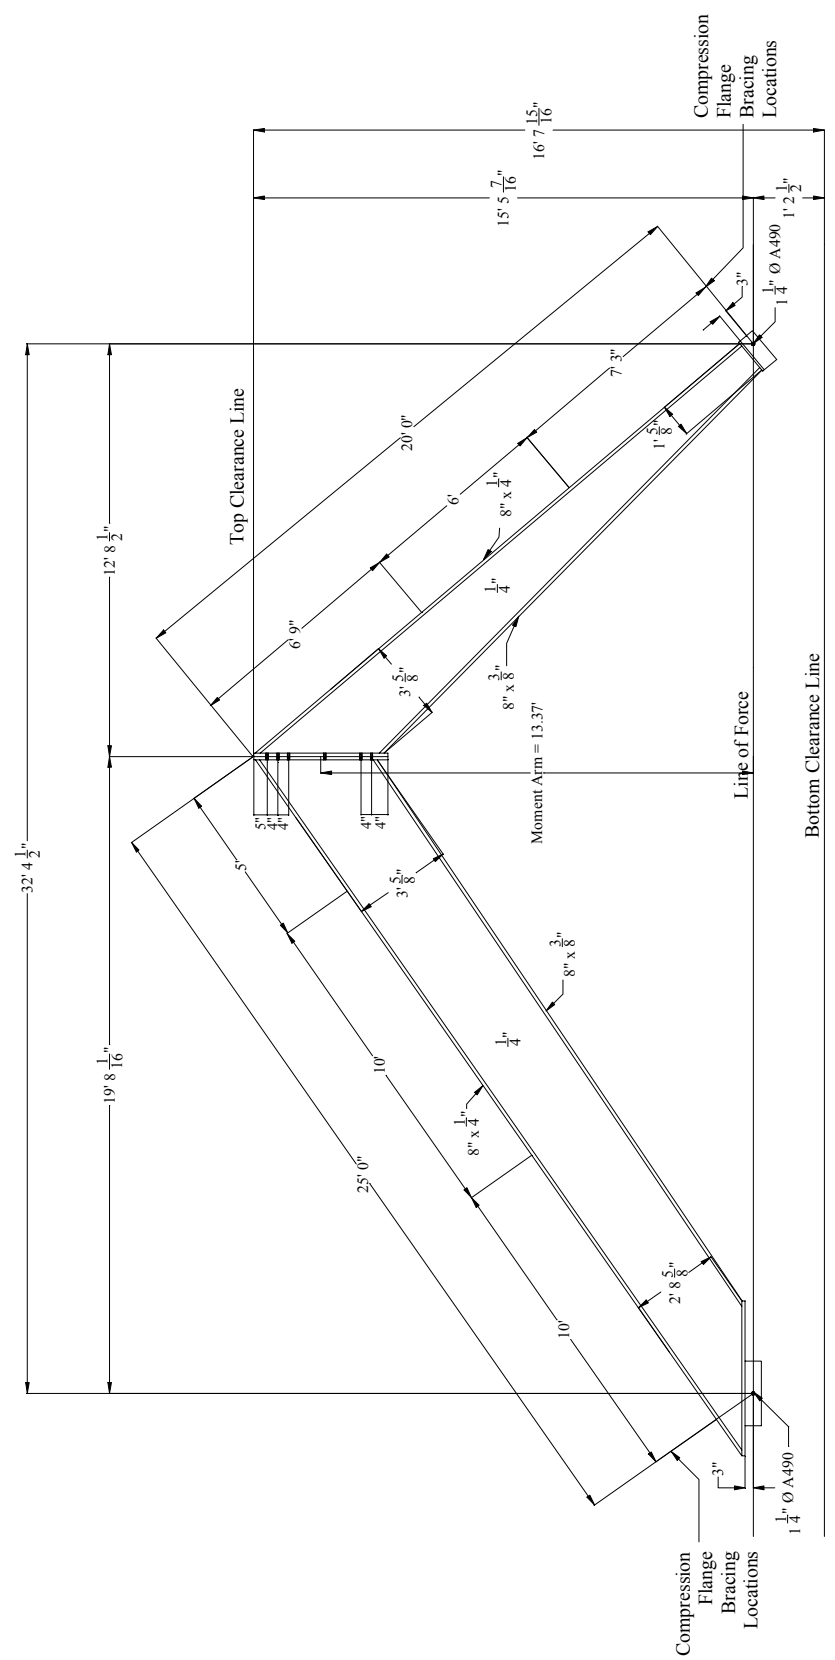 32' 4 1/2"
19' 8 1/16"
12' 8 1/2"
Top Clearance Line
25' 0"
20' 0"
10'
10'
5'
6' 9"
6'
7' 3"
5"
4"
4"
4"
4"
3' 5/8"
3' 5/8"
8" x 1/4"
8" x 1/4"
1/4"
1/4"
8" x 3/8"
8" x 3/8"
2' 8 5/8"
1' 5/8"
Moment Arm = 13.37'
Line of Force
Bottom Clearance Line
15' 5 7/16"
16' 7 15/16"
1' 2 1/2"
3"
3"
1 1/4" Ø A490
1 1/4" Ø A490
Compression
Flange
Bracing
Locations
Compression
Flange
Bracing
Locations